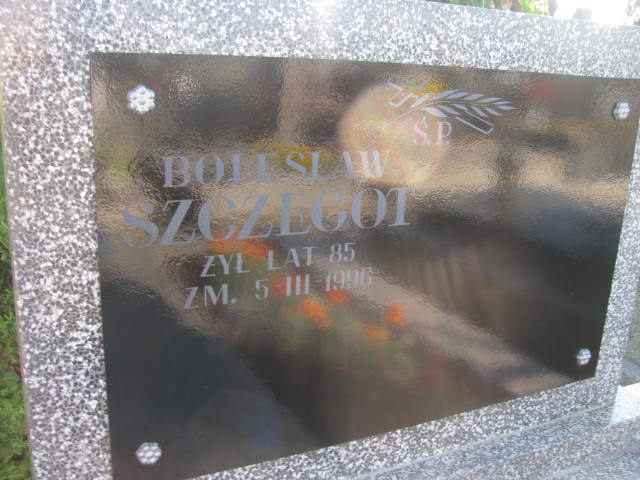 Ś.P.
BOLESŁAW
SZCZEGOT
ŻYŁ LAT 85
ZM. 5-III-1996